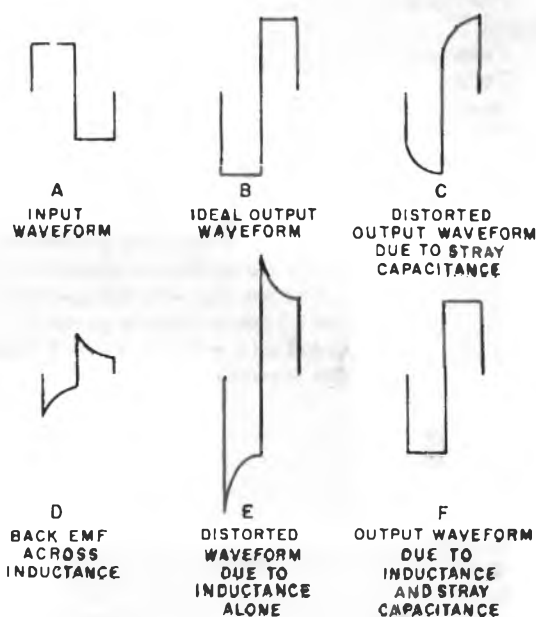 A
INPUT
WAVEFORM
B
IDEAL OUTPUT
WAVEFORM
C
DISTORTED
OUTPUT WAVEFORM
DUE TO STRAY
CAPACITANCE
D
BACK EMF
ACROSS
INDUCTANCE
E
DISTORTED
WAVEFORM
DUE TO
INDUCTANCE
ALONE
F
OUTPUT WAVEFORM
DUE TO
INDUCTANCE
AND STRAY
CAPACITANCE